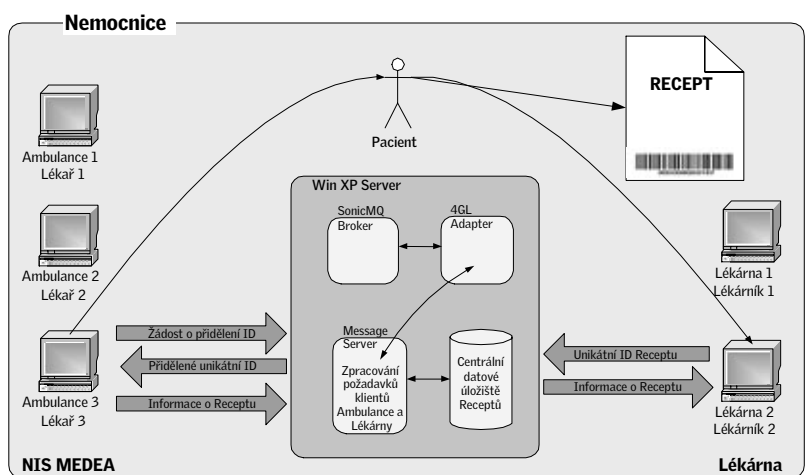 Nemocnice
RECEPT
Pacient
Ambulance 1
Lékař 1
Ambulance 2
Lékař 2
Ambulance 3
Lékař 3
Win XP Server
SonicMQ
Broker
4GL
Adapter
Message
Server
Zpracování
požadavků
klientů
Ambulance a
Lékárny
Centrální
datové
úložiště
Receptů
Žádost o přidělení ID
Přidělené unikátní ID
Informace o Receptu
Unikátní ID Receptu
Informace o Receptu
Lékárna 1
Lékárník 1
Lékárna 2
Lékárník 2
NIS MEDEA
Lékárna